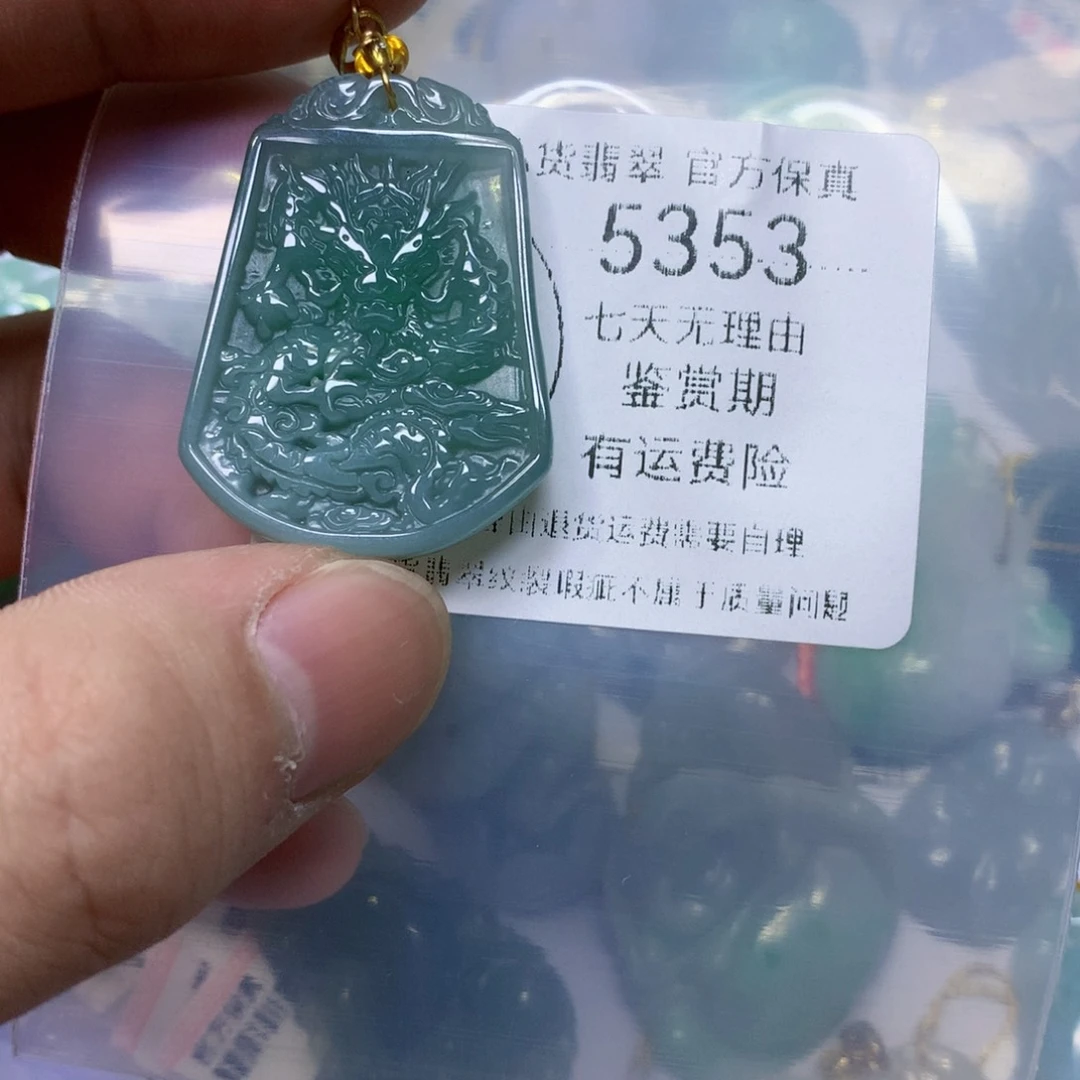 货翡翠 官方保真
5353
七天无理由
鉴赏期
有运费险
由退货运费需要自理
翡翠纹裂瑕疵不属于质量问题